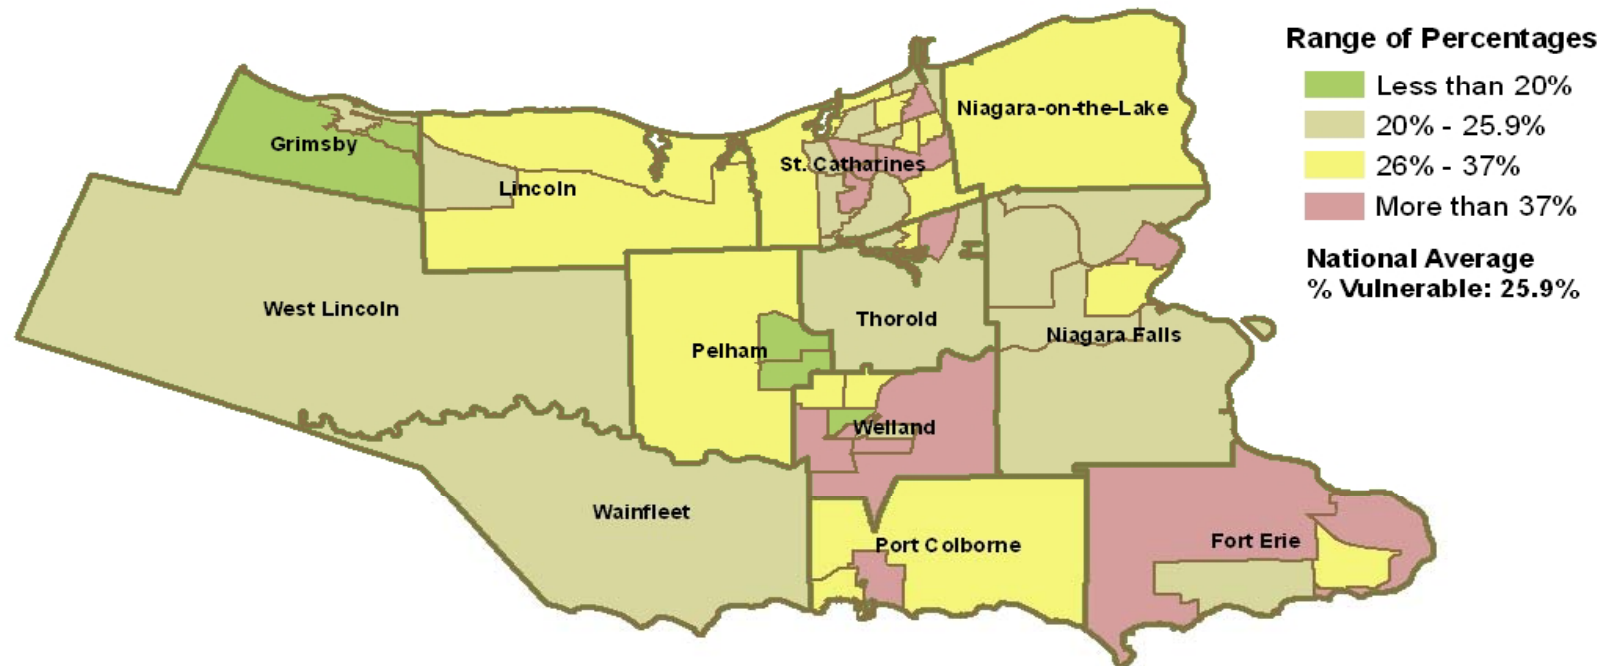 Range of Percentages
Less than 20%
20% - 25.9%
26% - 37%
More than 37%
National Average
% Vulnerable: 25.9%
Niagara-on-the-Lake
Grimsby
St. Catharines
Lincoln
West Lincoln
Thorold
Niagara Falls
Pelham
Welland
Wainfleet
Port Colborne
Fort Erie